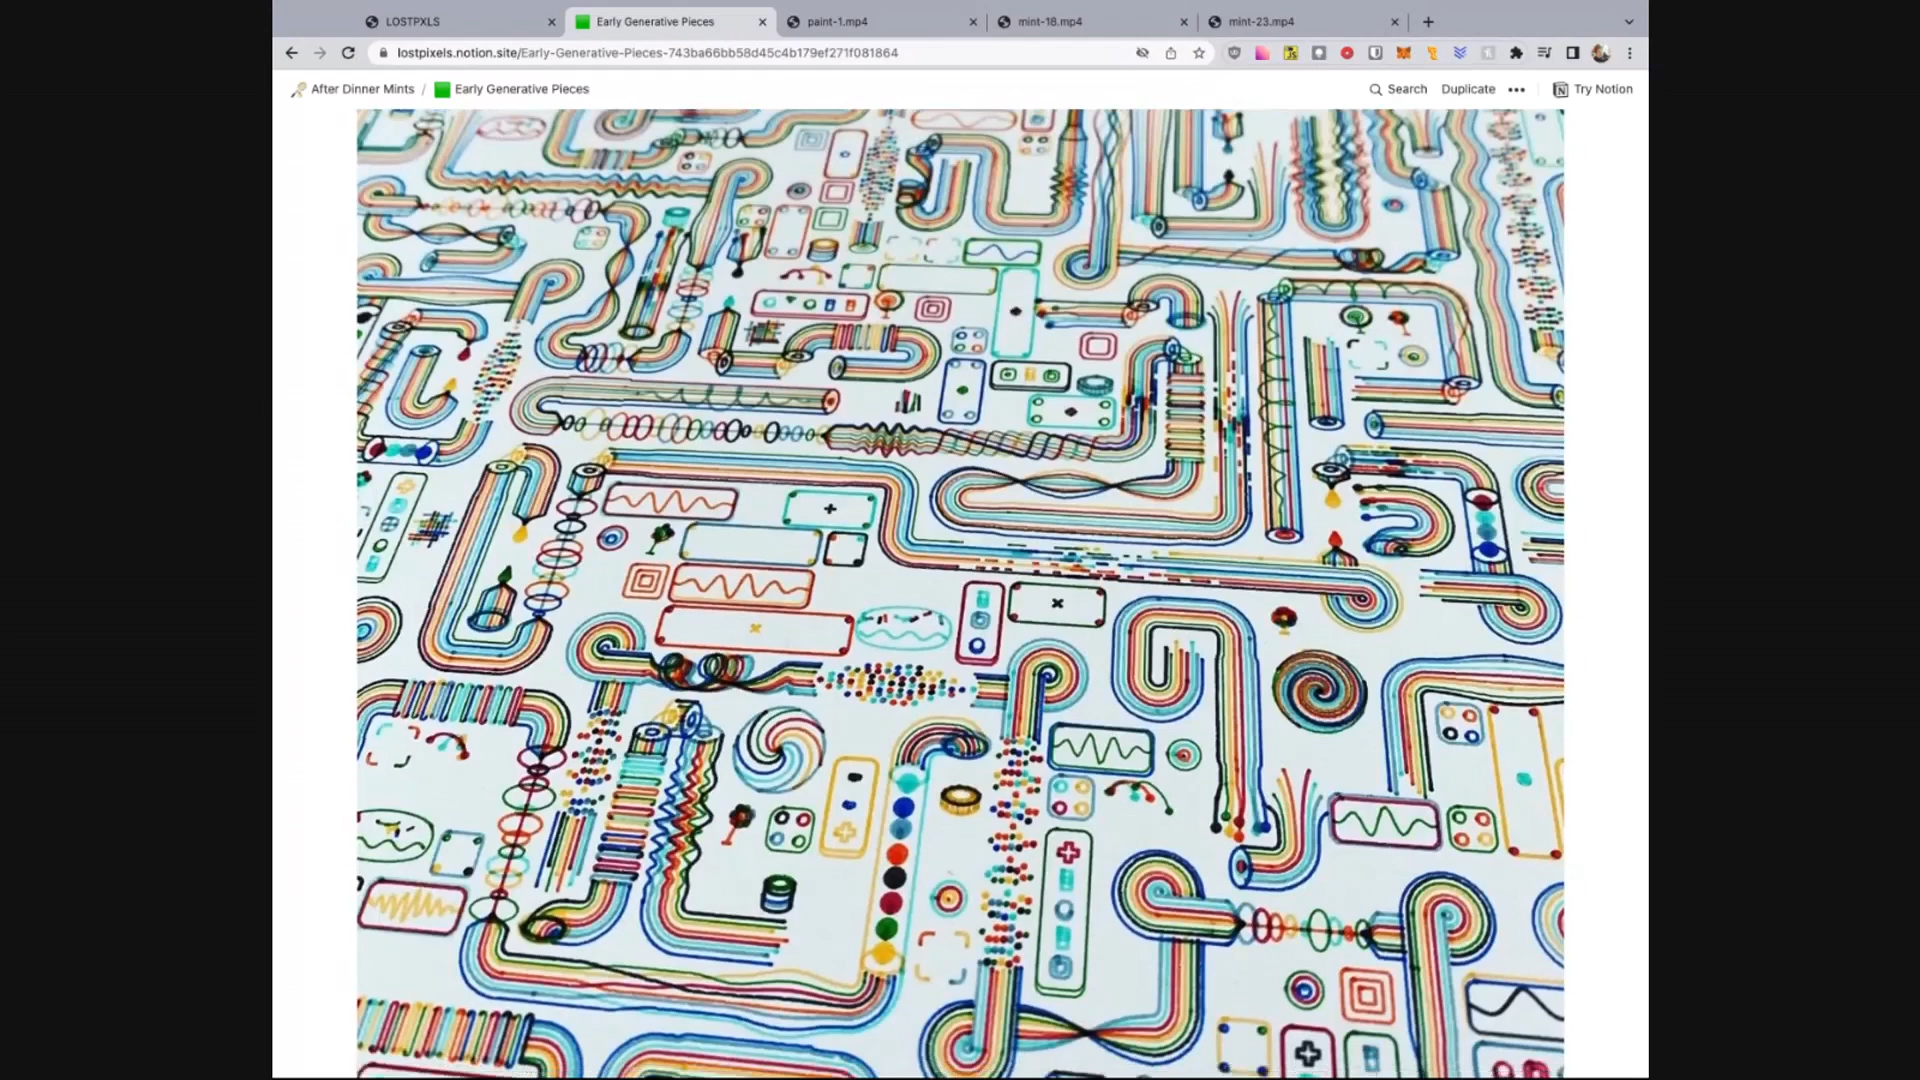 LOSTPXLS
Early Generative Pieces
paint-1.mp4
mint-18.mp4
mint-23.mp4
lostpixels.notion.site/Early-Generative-Pieces-743ba66bb58d45c4b179ef271f081864
After Dinner Mints / Early Generative Pieces
Search
Duplicate
Try Notion